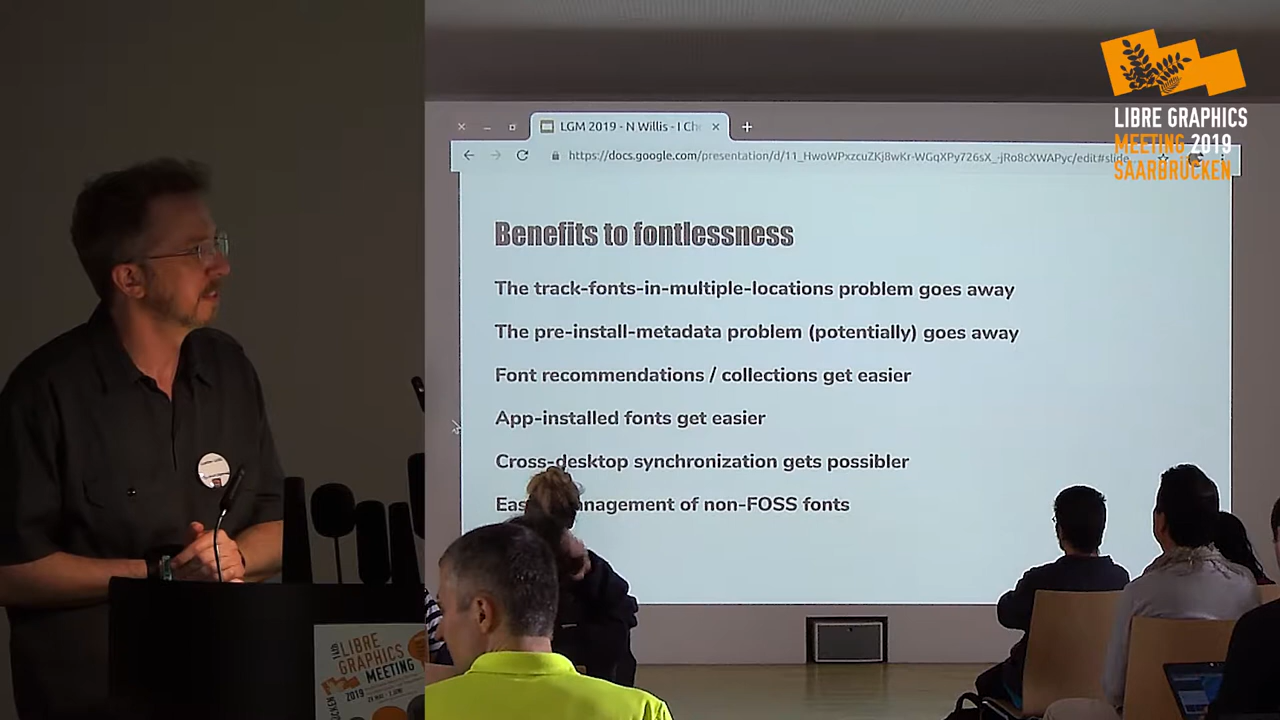 LIBRE GRAPHICS
MEETING 2019
SAARBRÜCKEN
LGM 2019 - N Willis - I Ch
https://docs.google.com/presentation/d/11_HwoWPxzcuZKj8wKr-WGqXPy726sX_-jRo8cXWAPyc/edit#slide
Benefits to fontlessness
The track-fonts-in-multiple-locations problem goes away
The pre-install-metadata problem (potentially) goes away
Font recommendations / collections get easier
App-installed fonts get easier
Cross-desktop synchronization gets possibler
Eas nagement of non-FOSS fonts
14th LIBRE
GRAPHICS
MEETING
2019